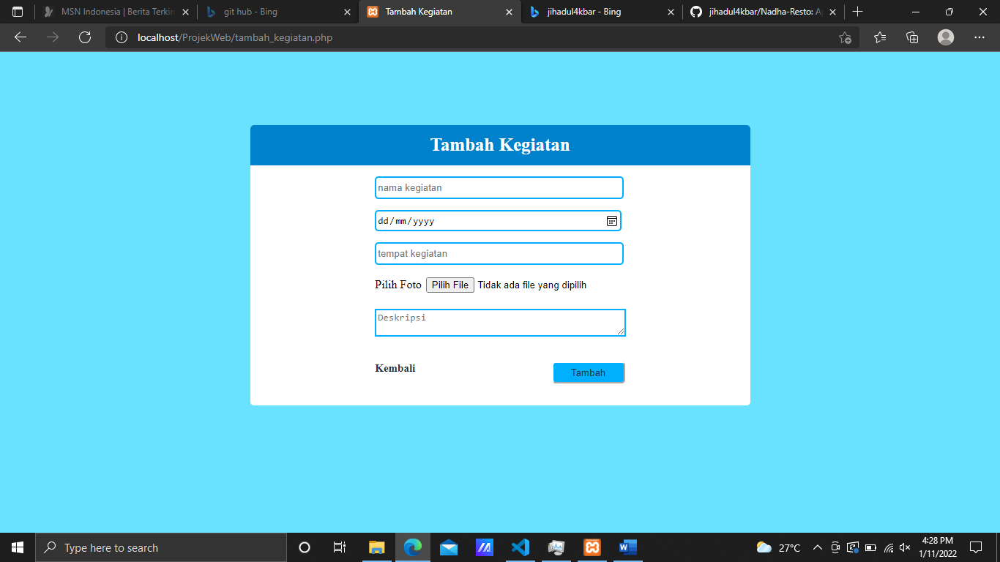 MSN Indonesia | Berita Terkin
git hub - Bing
Tambah Kegiatan
jihadul4kbar - Bing
jihadul4kbar/Nadha-Resto: A
localhost/ProjekWeb/tambah_kegiatan.php
Tambah Kegiatan
nama kegiatan
dd/mm/yyyy
tempat kegiatan
Pilih Foto Pilih File Tidak ada file yang dipilih
Deskripsi
Kembali Tambah
Type here to search
27°C
4:28 PM
1/11/2022